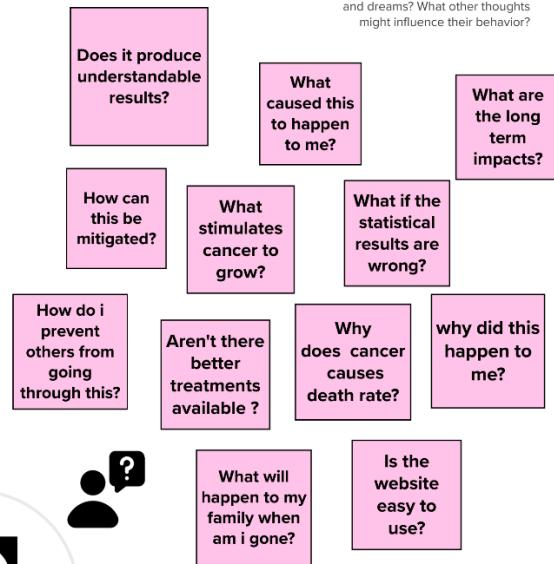 and dreams? What other thoughts
might influence their behavior?
Does it produce
understandable
results?
What
caused this
to happen
to me?
What are
the long
term
impacts?
How can
this be
mitigated?
What
stimulates
cancer to
grow?
What if the
statistical
results are
wrong?
How do i
prevent
others from
going
through this?
Aren't there
better
treatments
available ?
Why
does  cancer
causes
death rate?
why did this
happen to
me?
?
What will
happen to my
family when
am i gone?
Is the
website
easy to
use?